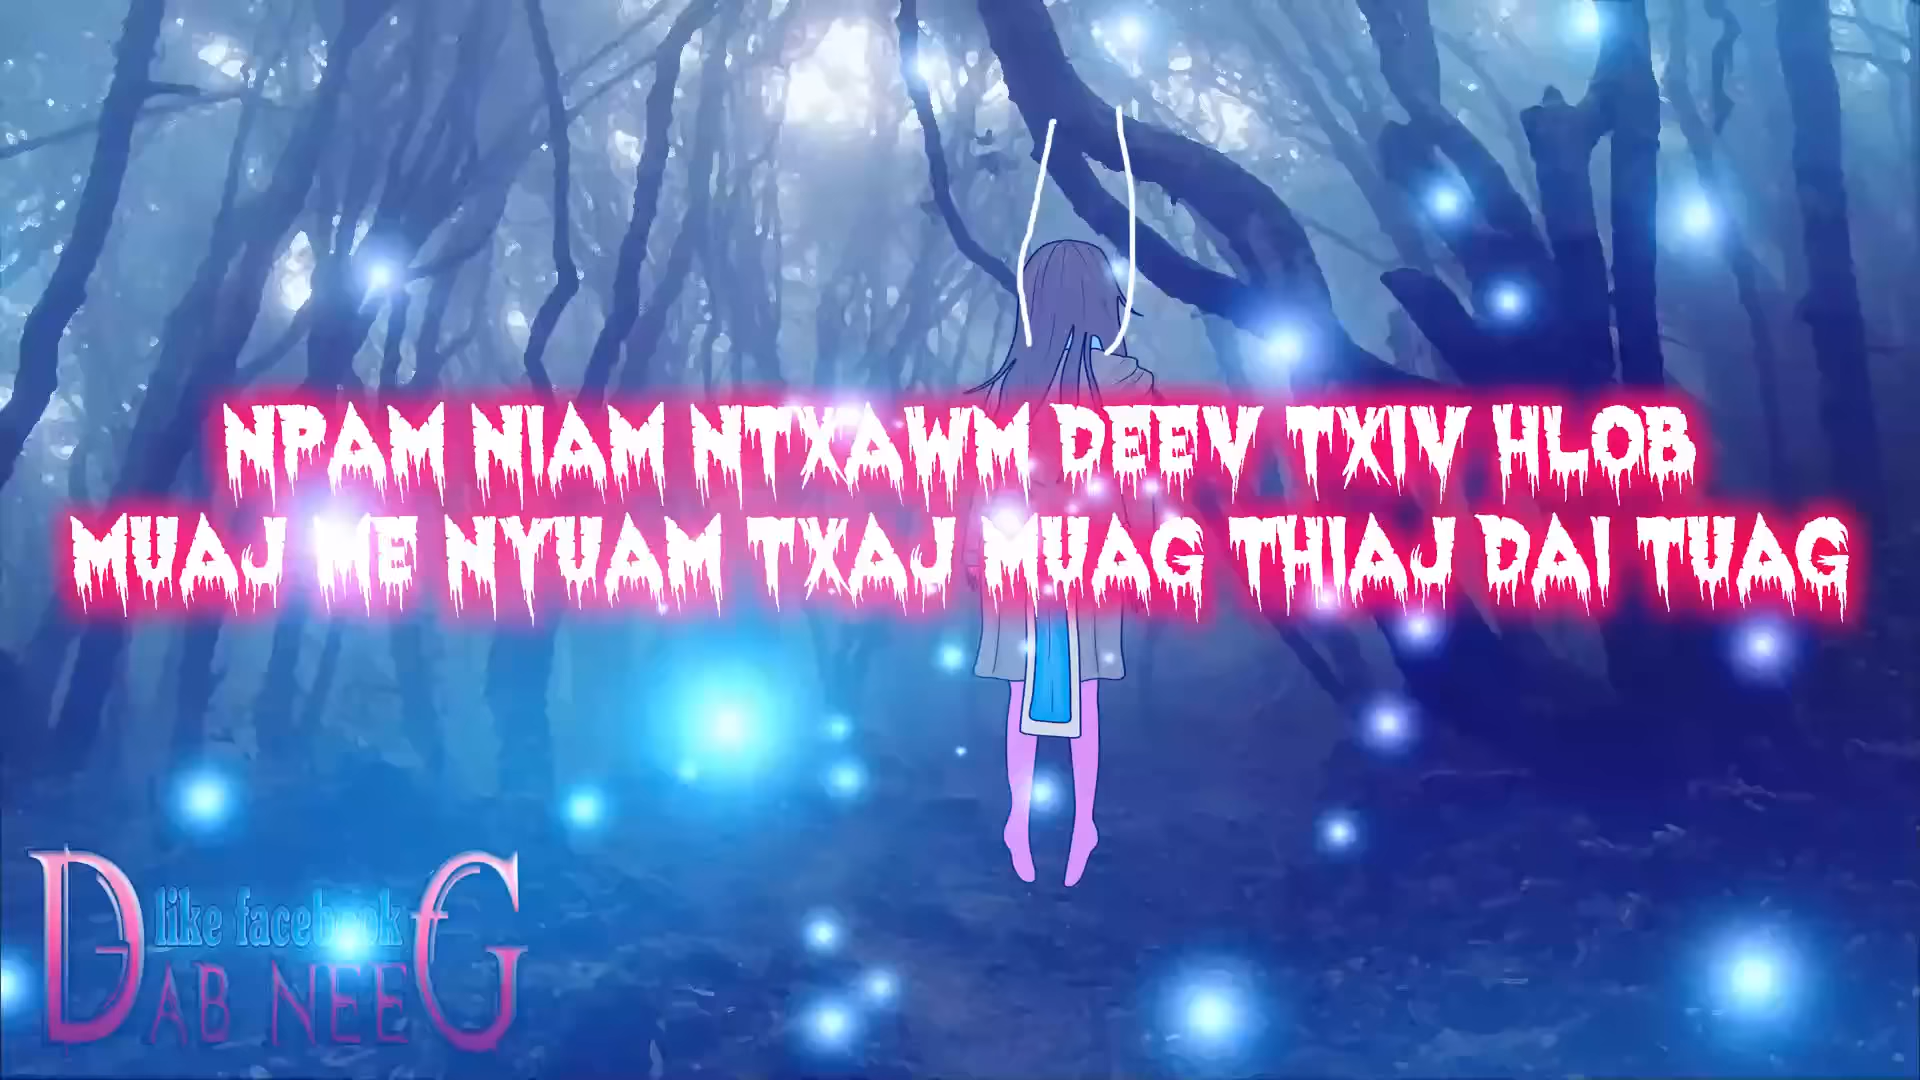 NPAM NIAM NTXAWM DEEV TXIV HLOB
MUAJ ME NYUAM TXAJ MUAG THIAJ DAI TUAG
like facebook
DAB NEEG